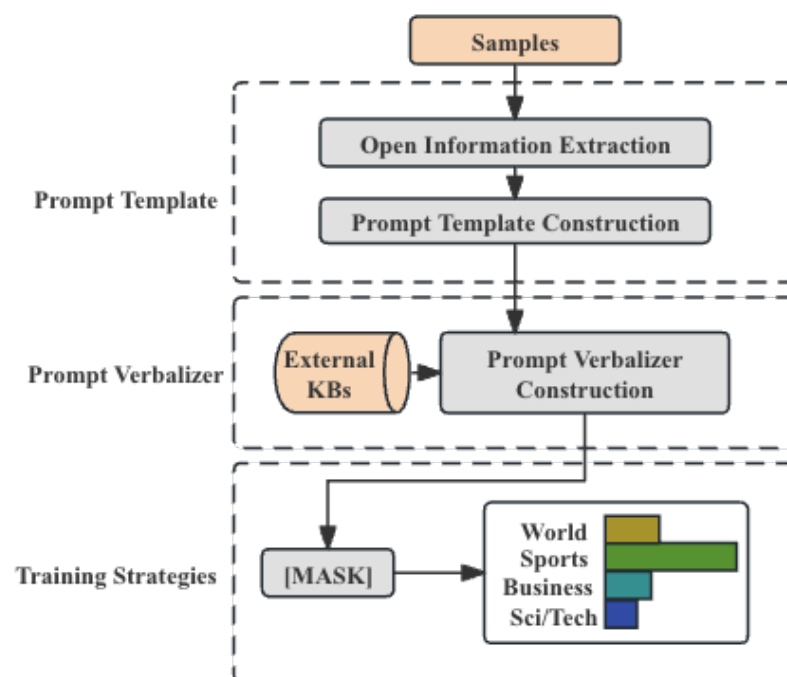 Samples
Open Information Extraction
Prompt Template
Prompt Template Construction
External
KBs
Prompt Verbalizer
Construction
Prompt Verbalizer
Training Strategies
[MASK]
World
Sports
Business
Sci/Tech